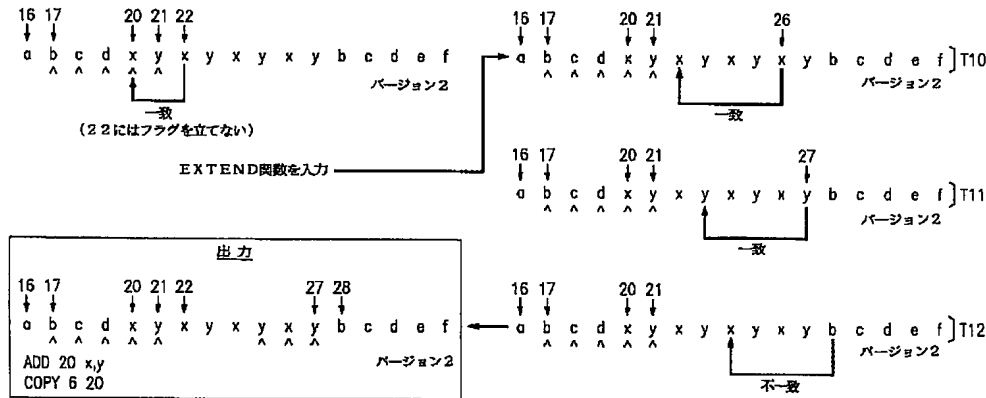 16 17 20 21 22
a b c d x y x y x y x y b c d e f
^ ^ ^ ^ ^
バージョン2
一致
(22にはフラグを立てない)
EXTEND関数を入力
16 17 20 21 26
a b c d x y x y x y x y b c d e f ]T10
^ ^ ^ ^ ^
バージョン2
一致
16 17 20 21 27
a b c d x y x y x y x y b c d e f ]T11
^ ^ ^ ^ ^
バージョン2
一致
16 17 20 21
a b c d x y x y x y x y b c d e f ]T12
^ ^ ^ ^ ^
バージョン2
不一致
出力
16 17 20 21 22 27 28
a b c d x y x y x y x y b c d e f
^ ^ ^ ^ ^ ^ ^ ^
バージョン2
ADD 20 x,y
COPY 6 20